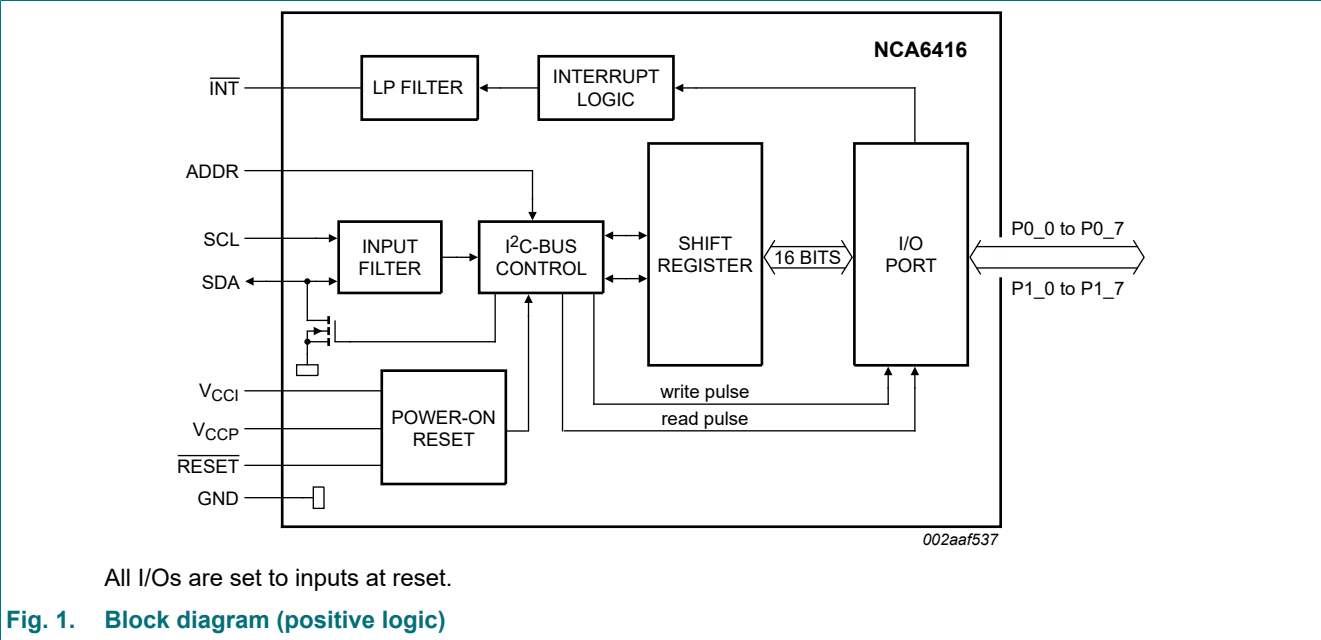 NCA6416
INT
LP FILTER
INTERRUPT
LOGIC
ADDR
SCL
SDA
INPUT
FILTER
I²C-BUS
CONTROL
SHIFT
REGISTER
16 BITS
I/O
PORT
P0_0 to P0_7
P1_0 to P1_7
VCCI
VCCP
RESET
GND
POWER-ON
RESET
write pulse
read pulse
002aaf537
All I/Os are set to inputs at reset.
Fig. 1. Block diagram (positive logic)